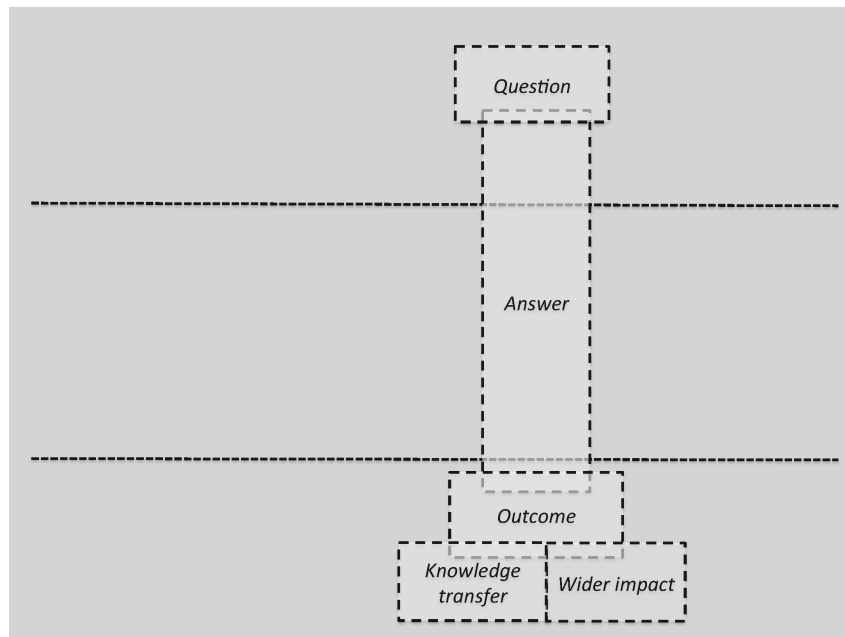 Question
Answer
Outcome
Knowledge
transfer
Wider impact